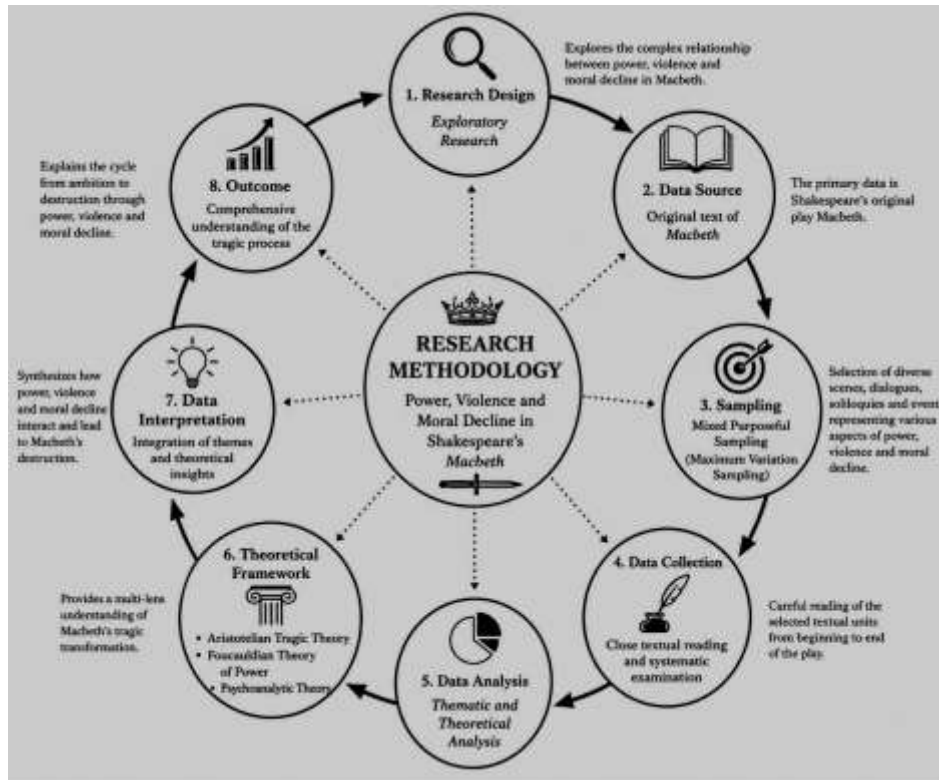 1. Research Design
Exploratory
Research
Explores the complex relationship
between power, violence and
moral decline in Macbeth.
2. Data Source
Original text of
Macbeth
The primary data is
Shakespeare's original
play Macbeth.
3. Sampling
Mixed Purposeful
Sampling
(Maximum Variation
Sampling)
Selection of diverse
scenes, dialogues,
soliloquies and event
representing various
aspects of power,
violence and moral
decline.
4. Data Collection
Close textual reading
and systematic
examination
Careful reading of the
selected textual units
from beginning to end
of the play.
5. Data Analysis
Thematic and
Theoretical
Analysis
6. Theoretical
Framework
• Aristotelian Tragic Theory
• Foucauldian Theory
of Power
• Psychoanalytic Theory
Provides a multi-lens
understanding of
Macbeth's tragic
transformation.
7. Data
Interpretation
Integration of themes
and theoretical
insights
Synthesizes how
power, violence
and moral decline
interact and lead
to Macbeth's
destruction.
8. Outcome
Comprehensive
understanding of the
tragic process
Explains the cycle
from ambition to
destruction through
power, violence and
moral decline.
RESEARCH
METHODOLOGY
Power, Violence and
Moral Decline in
Shakespeare's
Macbeth